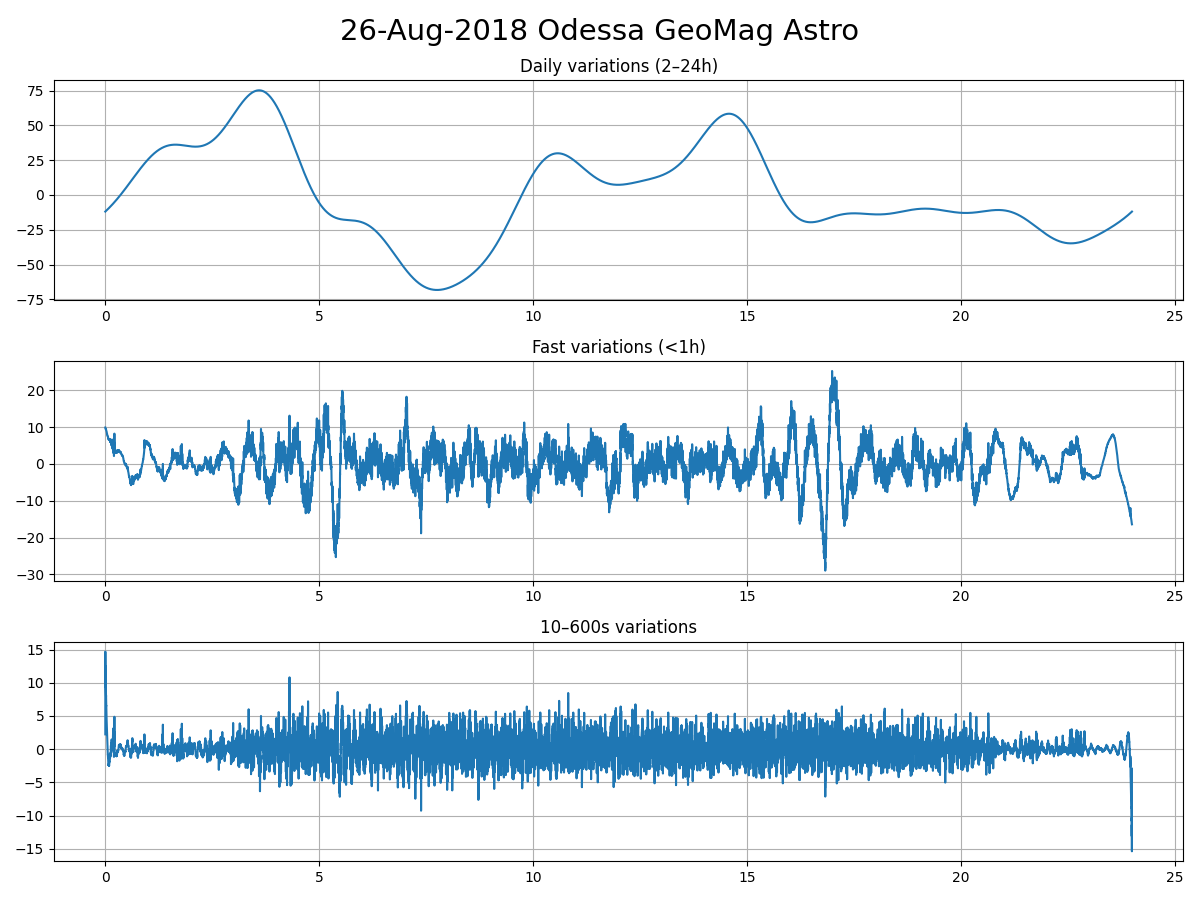 26-Aug-2018 Odessa GeoMag Astro
Daily variations (2–24h)
75
50
25
0
−25
−50
−75
0 5 10 15 20 25
Fast variations (<1h)
20
10
0
−10
−20
−30
0 5 10 15 20 25
10–600s variations
15
10
5
0
−5
−10
−15
0 5 10 15 20 25